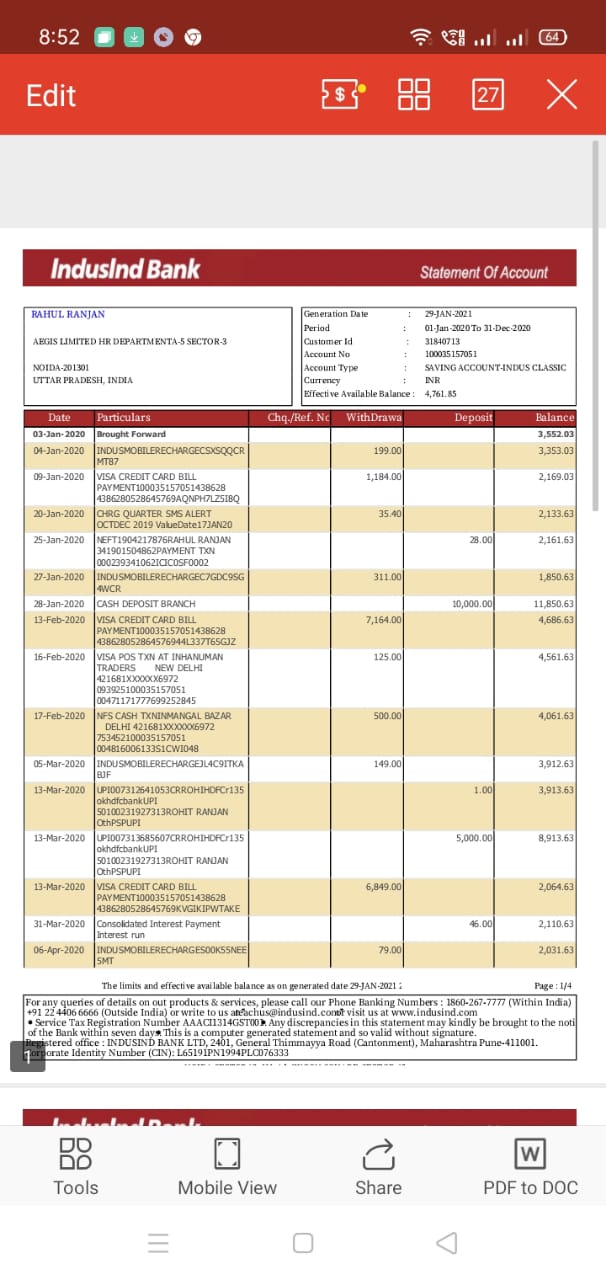 8:52
64
Edit
$
27
IndusInd Bank
Statement Of Account
RAHUL RANJAN
AEGIS LIMITED HR DEPARTMENTA-5 SECTOR-3
NOIDA-201301
UTTAR PRADESH, INDIA
Generation Date : 29-JAN-2021
Period : 01-Jan-2020 To 31-Dec-2020
Customer Id : 31840713
Account No : 100035157051
Account Type : SAVING ACCOUNT-INDUS CLASSIC
Currency : INR
Effective Available Balance : 4,761.85
Date Particulars Chq./Ref. No WithDrawal Deposit Balance
03-Jan-2020 Brought Forward 3,552.03
04-Jan-2020 INDUSMOBILERECHARGECSXSQQCR 199.00 3,353.03
MT87
09-Jan-2020 VISA CREDIT CARD BILL 1,184.00 2,169.03
PAYMENT100035157051438628
4386280528645769AQNPH7LZ5IBQ
20-Jan-2020 CHRG QUARTER SMS ALERT 35.40 2,133.63
OCTDEC 2019 ValueDate17JAN20
25-Jan-2020 NEFT1904217876RAHUL RANJAN 28.00 2,161.63
341901504862PAYMENT TXN
000239341062ICICOSF0002
27-Jan-2020 INDUSMOBILERECHARGEC7GDC9SG 311.00 1,850.63
4WCR
28-Jan-2020 CASH DEPOSIT BRANCH 10,000.00 11,850.63
13-Feb-2020 VISA CREDIT CARD BILL 7,164.00 4,686.63
PAYMENT100035157051438628
438628052864576944L337T65GJZ
16-Feb-2020 VISA POS TXN AT INHANUMAN 125.00 4,561.63
TRADERS NEW DELHI
421681XXXXXX6972
093925100035157051
00471171777699252845
17-Feb-2020 NFS CASH TXNINMANGAL BAZAR 500.00 4,061.63
DELHI 421681XXXXXX6972
753452100035157051
004816006133S1CWI048
05-Mar-2020 INDUSMOBILERECHARGEJL4C9ITKA 149.00 3,912.63
BJF
13-Mar-2020 UPI007312641053CRROHIHDFCr135 1.00 3,913.63
okhdfcbankUPI
50100231927313ROHIT RANJAN
OthPSPUPI
13-Mar-2020 UPI007313685607CRROHIHDFCr135 5,000.00 8,913.63
okhdfcbankUPI
50100231927313ROHIT RANJAN
OthPSPUPI
13-Mar-2020 VISA CREDIT CARD BILL 6,849.00 2,064.63
PAYMENT100035157051438628
4386280528645769KVGIKIPWTAKE
31-Mar-2020 Consolidated Interest Payment 46.00 2,110.63
Interest run
06-Apr-2020 INDUSMOBILERECHARGES00K55NEE 79.00 2,031.63
5MT
The limits and effective available balance as on generated date 29-JAN-2021 Page : 1/4
For any queries of details on out products & services, please call our Phone Banking Numbers : 1860-267-7777 (Within India)
+91 22 4406 6666 (Outside India) or write to us at reachus@indusind.com or visit us at www.indusind.com
• Service Tax Registration Number AAACI1314GST001. Any discrepancies in this statement may kindly be brought to the noti
of the Bank within seven days. This is a computer generated statement and so valid without signature.
Registered office : INDUSIND BANK LTD, 2401, General Thimmayya Road (Cantonment), Maharashtra Pune-411001.
Corporate Identity Number (CIN): L65191PN1994PLC076333
1
IndusInd Bank
W
Tools Mobile View Share PDF to DOC